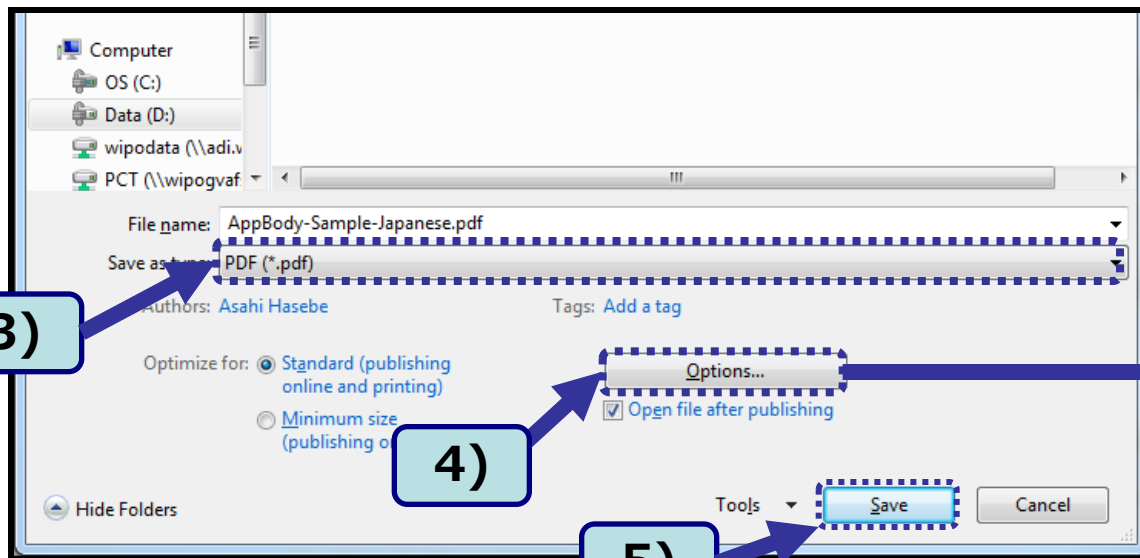 Computer
OS (C:)
Data (D:)
wipodata (\\adi.
PCT (\\wipogvaf
File name: AppBody-Sample-Japanese.pdf
Save as type: PDF (*.pdf)
Authors: Asahi Hasebe Tags: Add a tag
3)
Optimize for: Standard (publishing
online and printing)
Minimum size
(publishing
Options...
Open file after publishing
4)
Hide Folders
Tools Save Cancel
5)